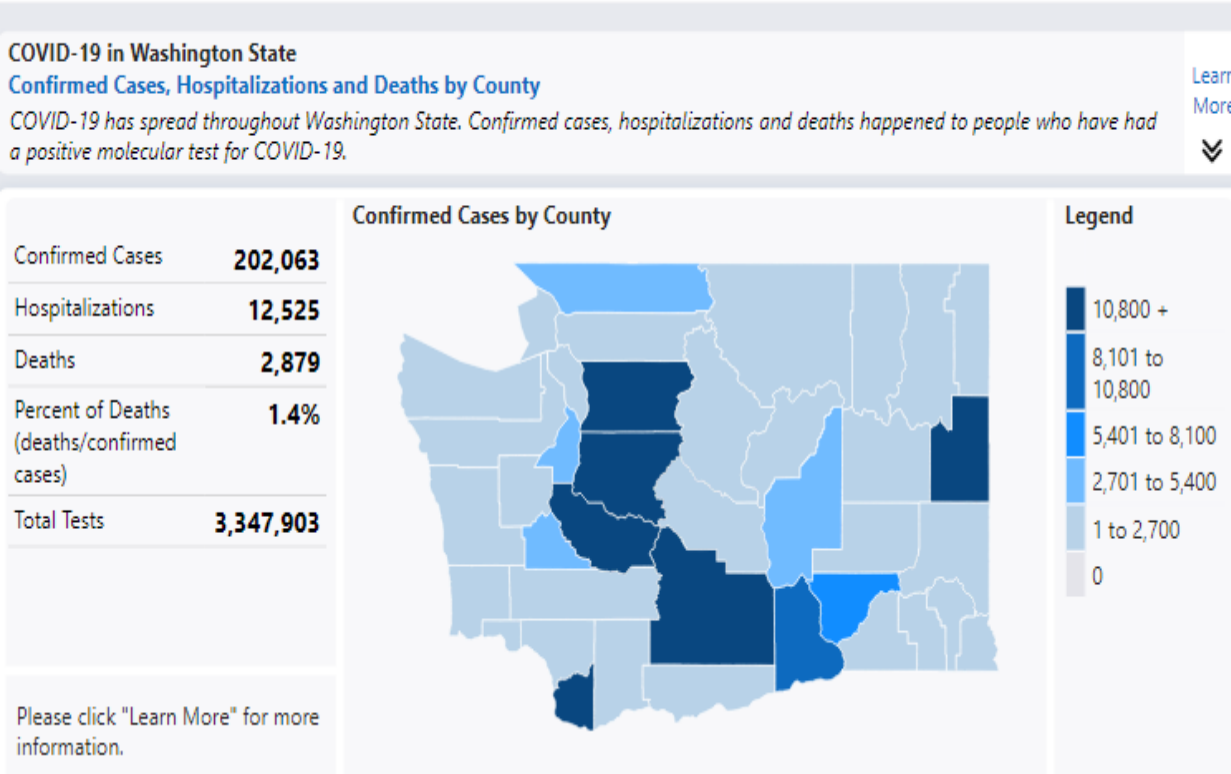 COVID-19 in Washington State
Confirmed Cases, Hospitalizations and Deaths by County
COVID-19 has spread throughout Washington State. Confirmed cases, hospitalizations and deaths happened to people who have had
a positive molecular test for COVID-19.
Learn
More
Confirmed Cases 202,063
Hospitalizations 12,525
Deaths 2,879
Percent of Deaths 1.4%
(deaths/confirmed
cases)
Total Tests 3,347,903
Please click "Learn More" for more
information.
Confirmed Cases by County
Legend
10,800 +
8,101 to
10,800
5,401 to 8,100
2,701 to 5,400
1 to 2,700
0